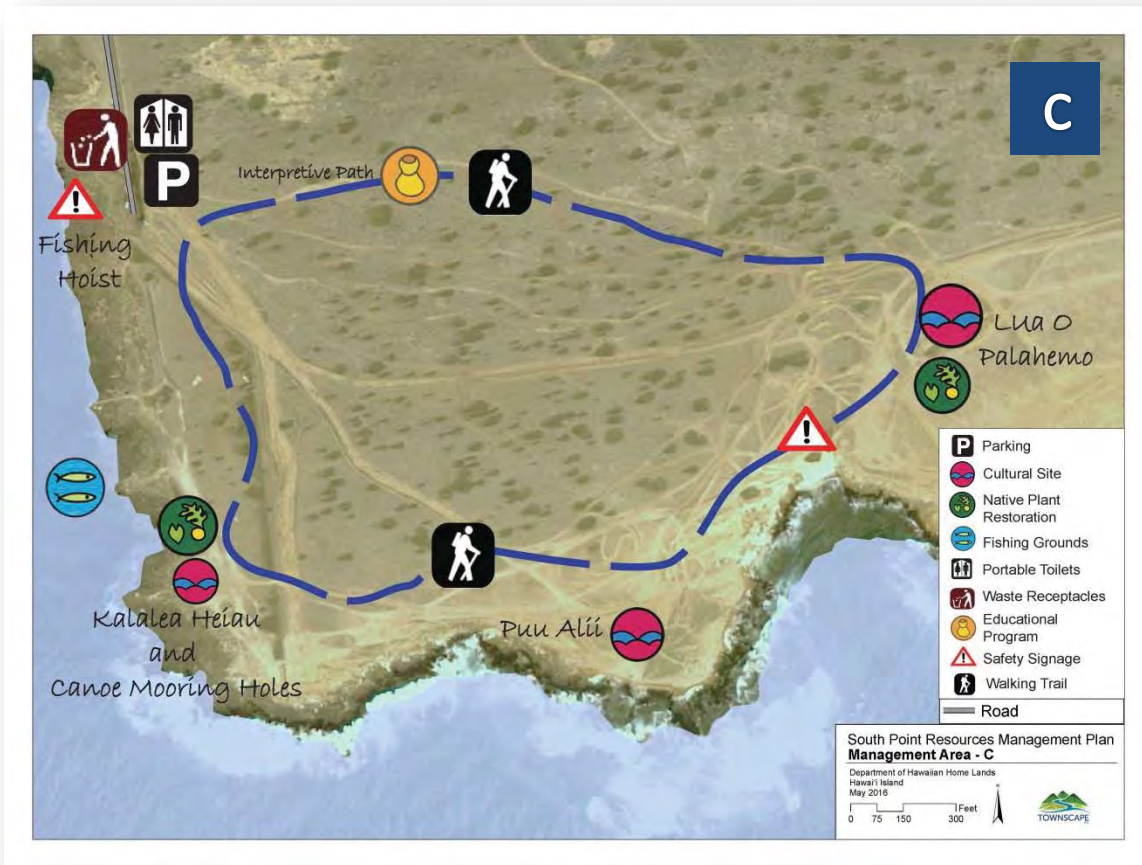 C
P
Interpretive Path
!
Fishing
Hoist
Lua O
Palahemo
!
Kalalea Heiau
and
Canoe Mooring Holes
Puu Alii
P Parking
Cultural Site
Native Plant
Restoration
Fishing Grounds
Portable Toilets
Waste Receptacles
Educational
Program
! Safety Signage
Walking Trail
Road
South Point Resources Management Plan
Management Area - C
Department of Hawaiian Home Lands
Hawai'i Island
May 2016
Feet
0 75 150 300
TOWNSCAPE